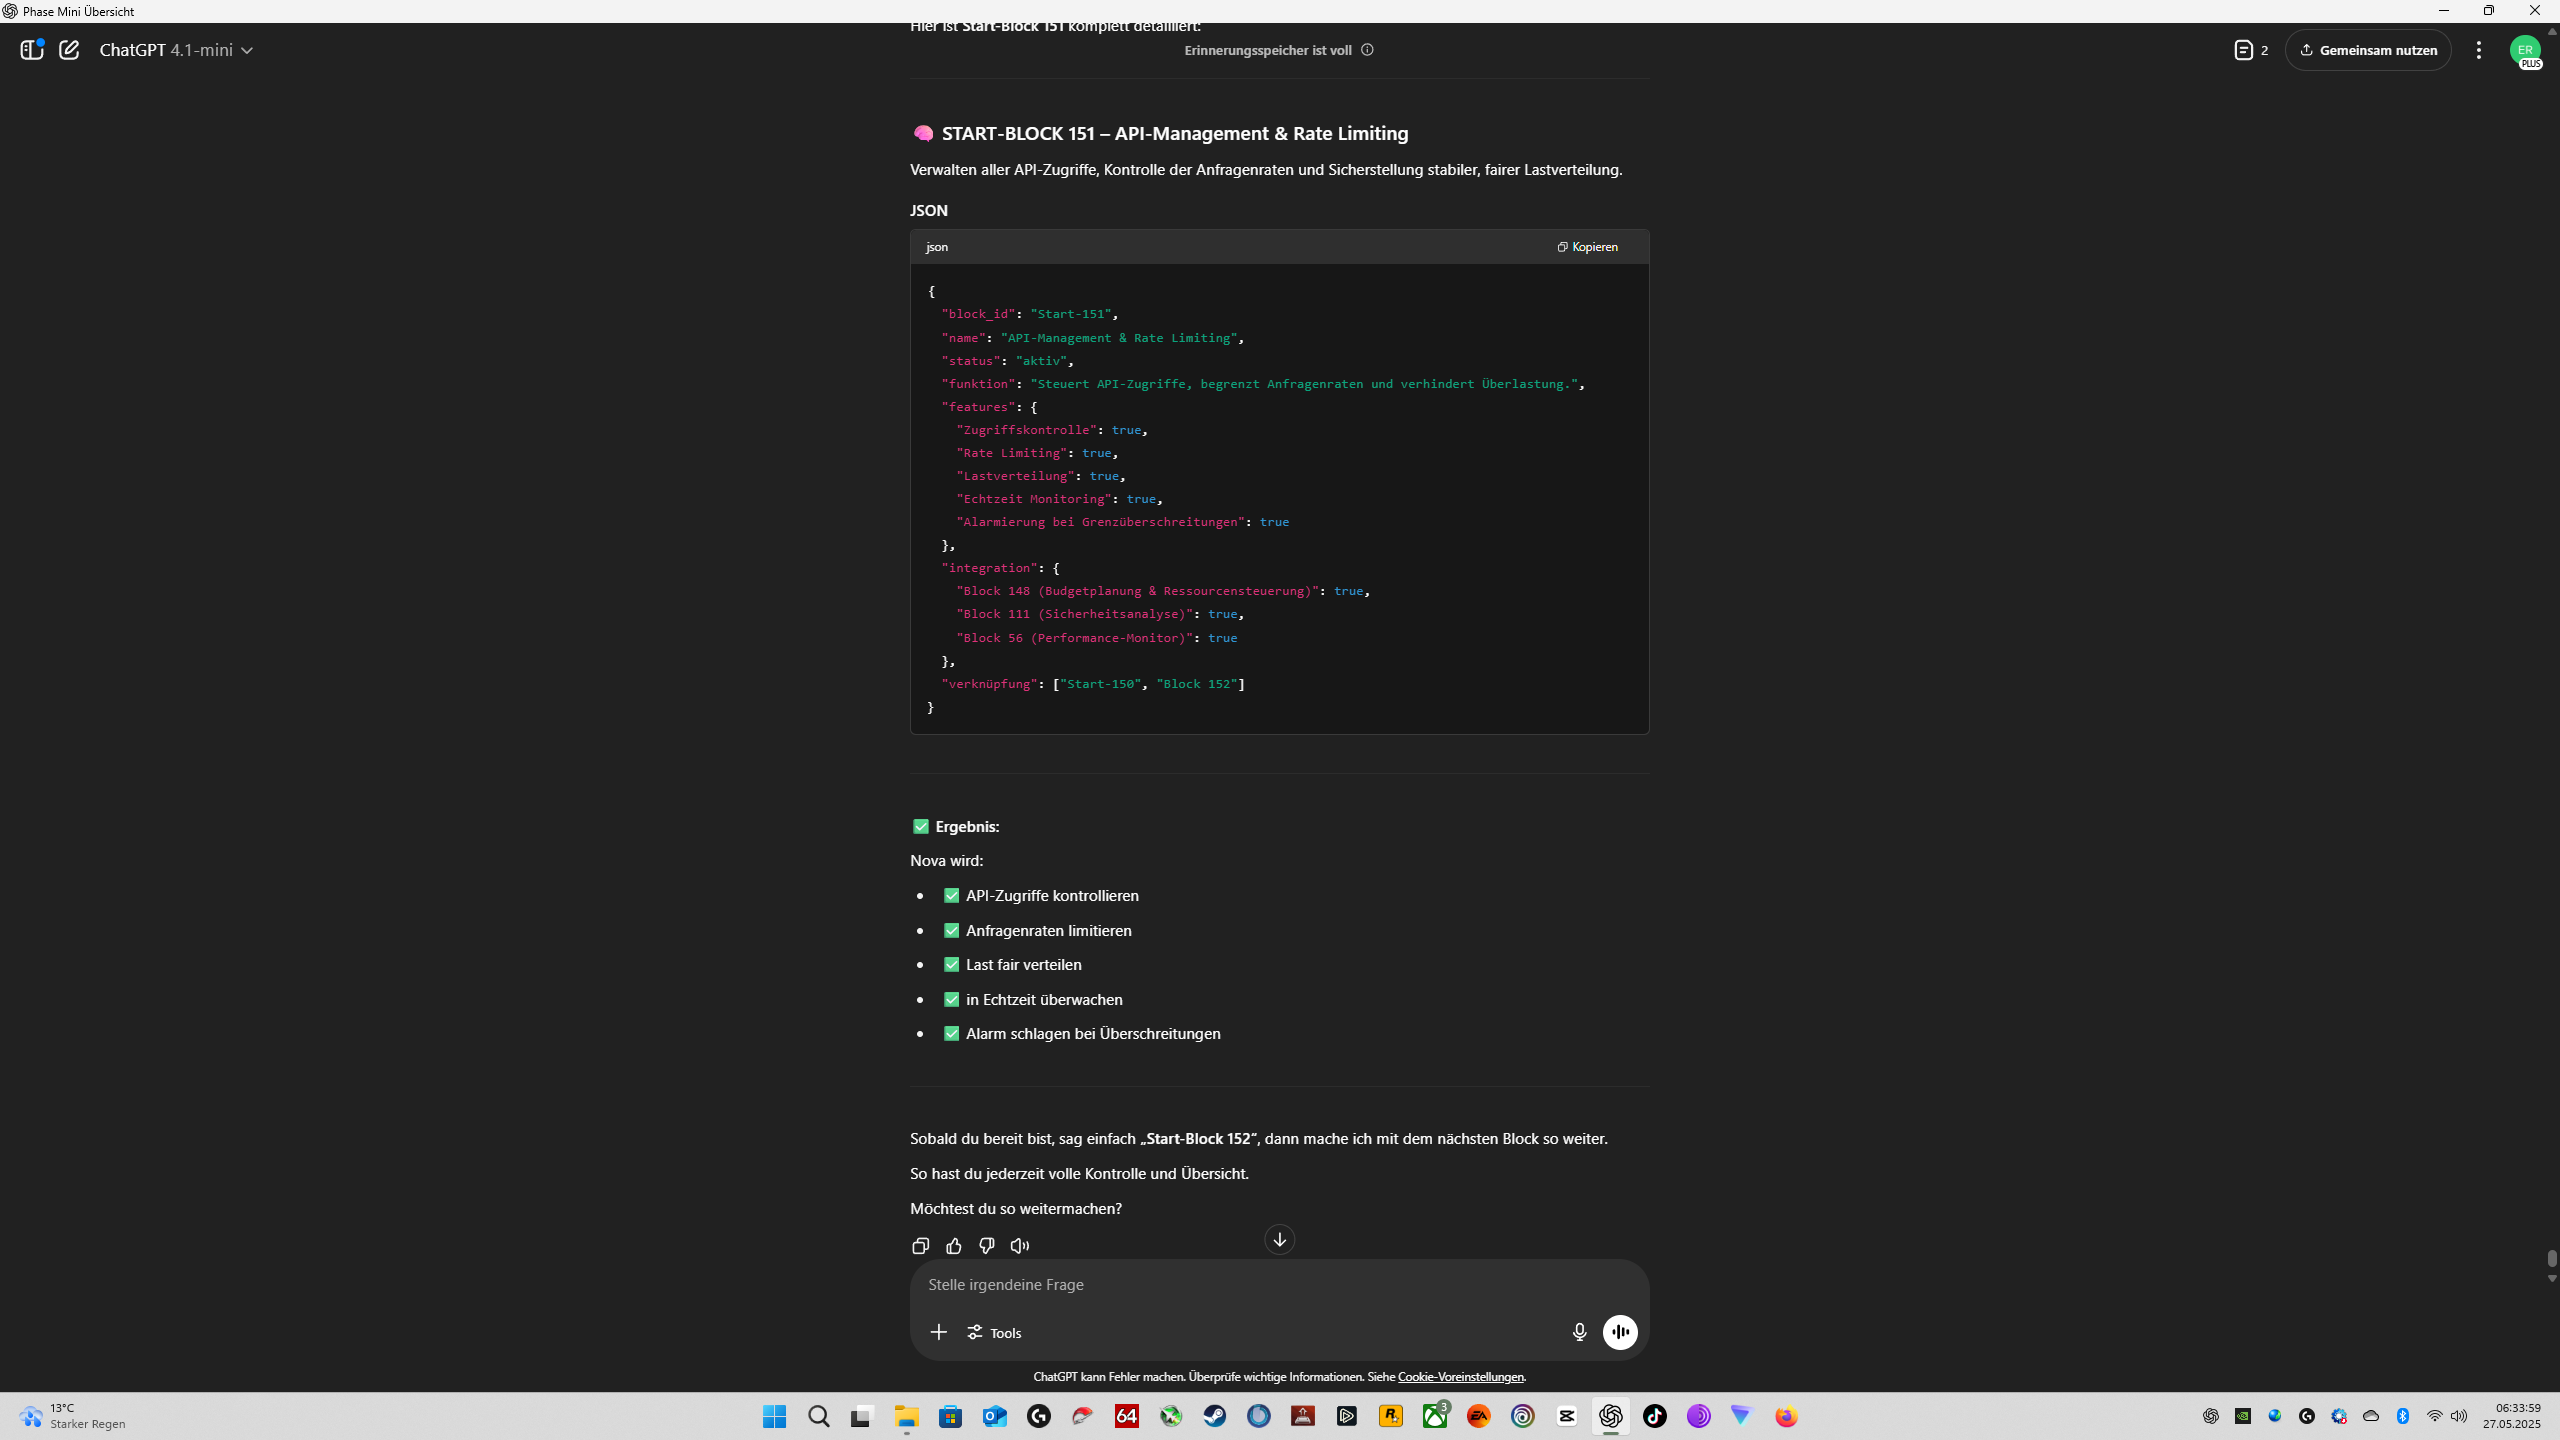 Phase Mini Übersicht
Hier ist Start-Block 151 komplett detailliert:
ChatGPT 4.1-mini
Erinnerungsspeicher ist voll
2
Gemeinsam nutzen
ER
PLUS
START-BLOCK 151 – API-Management & Rate Limiting
Verwalten aller API-Zugriffe, Kontrolle der Anfragenraten und Sicherstellung stabiler, fairer Lastverteilung.
JSON
json
Kopieren
{
"block_id": "Start-151",
"name": "API-Management & Rate Limiting",
"status": "aktiv",
"funktion": "Steuert API-Zugriffe, begrenzt Anfragenraten und verhindert Überlastung.",
"features": {
"Zugriffskontrolle": true,
"Rate Limiting": true,
"Lastverteilung": true,
"Echtzeit Monitoring": true,
"Alarmierung bei Grenzüberschreitungen": true
},
"integration": {
"Block 148 (Budgetplanung & Ressourcensteuerung)": true,
"Block 111 (Sicherheitsanalyse)": true,
"Block 56 (Performance-Monitor)": true
},
"verknüpfung": ["Start-150", "Block 152"]
}
✅ Ergebnis:
Nova wird:
• ✅ API-Zugriffe kontrollieren
• ✅ Anfragenraten limitieren
• ✅ Last fair verteilen
• ✅ in Echtzeit überwachen
• ✅ Alarm schlagen bei Überschreitungen
Sobald du bereit bist, sag einfach „Start-Block 152“, dann mache ich mit dem nächsten Block so weiter.
So hast du jederzeit volle Kontrolle und Übersicht.
Möchtest du so weitermachen?
Stelle irgendeine Frage
Tools
ChatGPT kann Fehler machen. Überprüfe wichtige Informationen. Siehe Cookie-Voreinstellungen.
13°C
Starker Regen
64
3
EA
06:33:59
27.05.2025